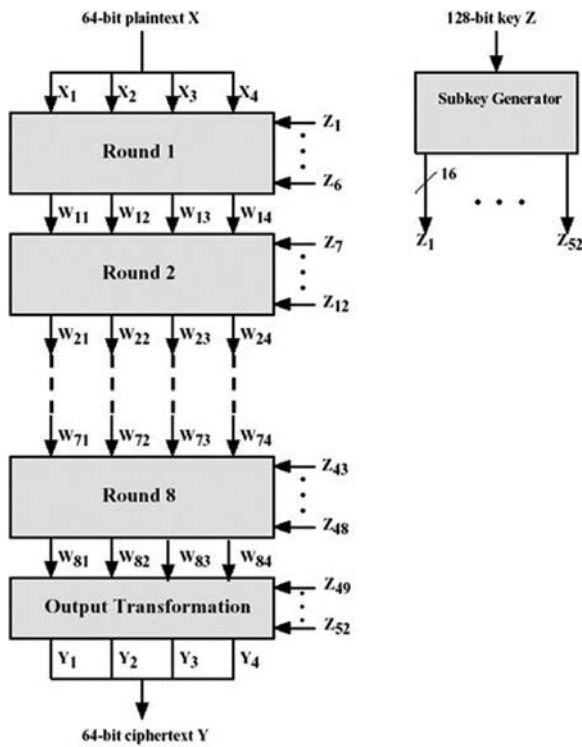 64-bit plaintext X
128-bit key Z
X1 X2 X3 X4
Subkey Generator
Round 1
Z1
Z6
16
Z1 Z52
W11 W12 W13 W14
Round 2
Z7
Z12
W21 W22 W23 W24
W71 W72 W73 W74
Round 8
Z43
Z48
W81 W82 W83 W84
Output Transformation
Z49
Z52
Y1 Y2 Y3 Y4
64-bit ciphertext Y